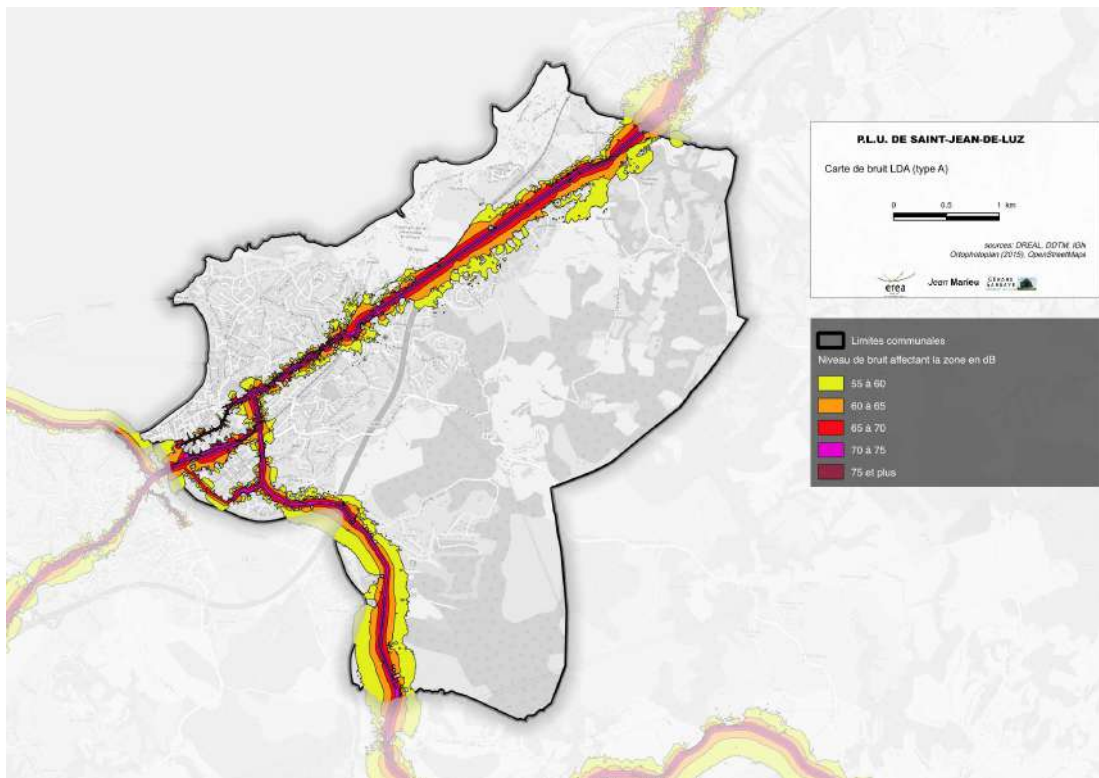 P.L.U. DE SAINT-JEAN-DE-LUZ
Carte de bruit LDA (type A)
0 0.5 1 km
sources: DREAL, DDTM, IGN
Ortophotoplan (2015), OpenStreetMaps
erea
Jean Marieu
Limites communales
Niveau de bruit affectant la zone en dB
55 à 60
60 à 65
65 à 70
70 à 75
75 et plus